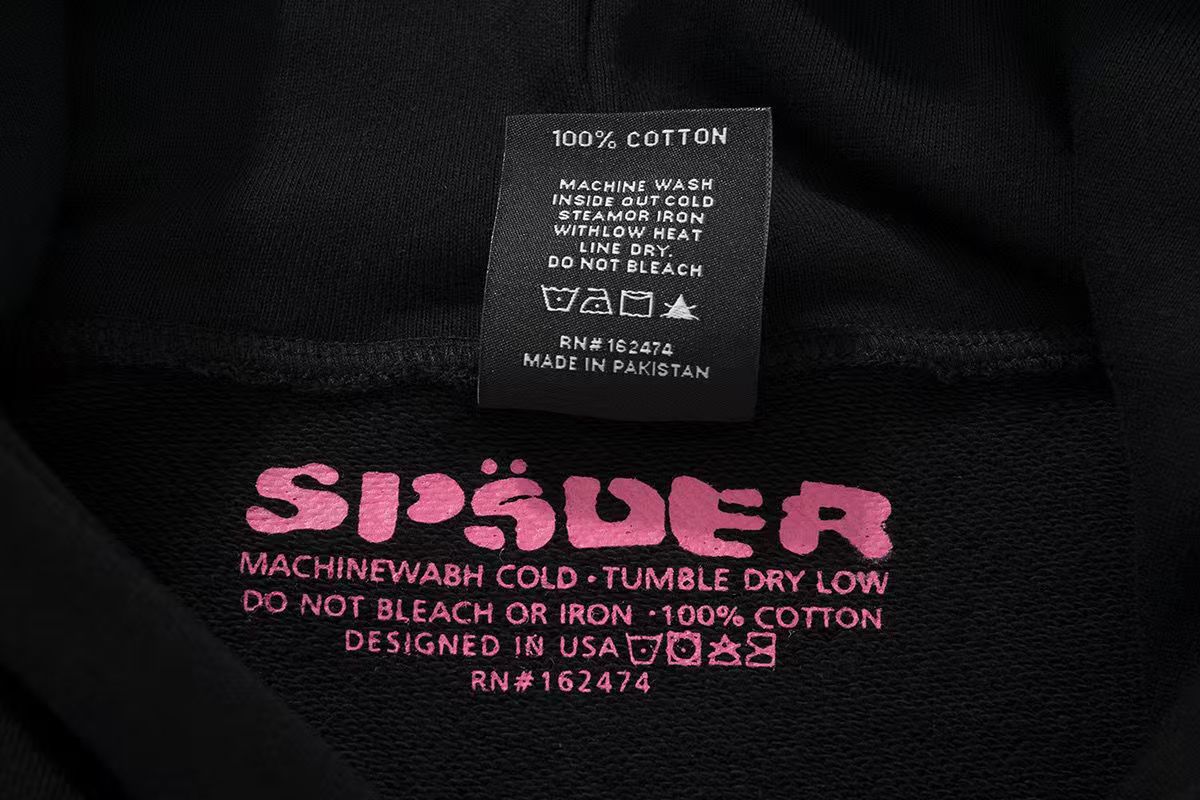 100% COTTON
MACHINE WASH
INSIDE OUT COLD
STEAMOR IRON
WITHLOW HEAT
LINE DRY.
DO NOT BLEACH
RN#162474
MADE IN PAKISTAN
SPÄDER
MACHINEWABH COLD · TUMBLE DRY LOW
DO NOT BLEACH OR IRON · 100% COTTON
DESIGNED IN USA
RN#162474